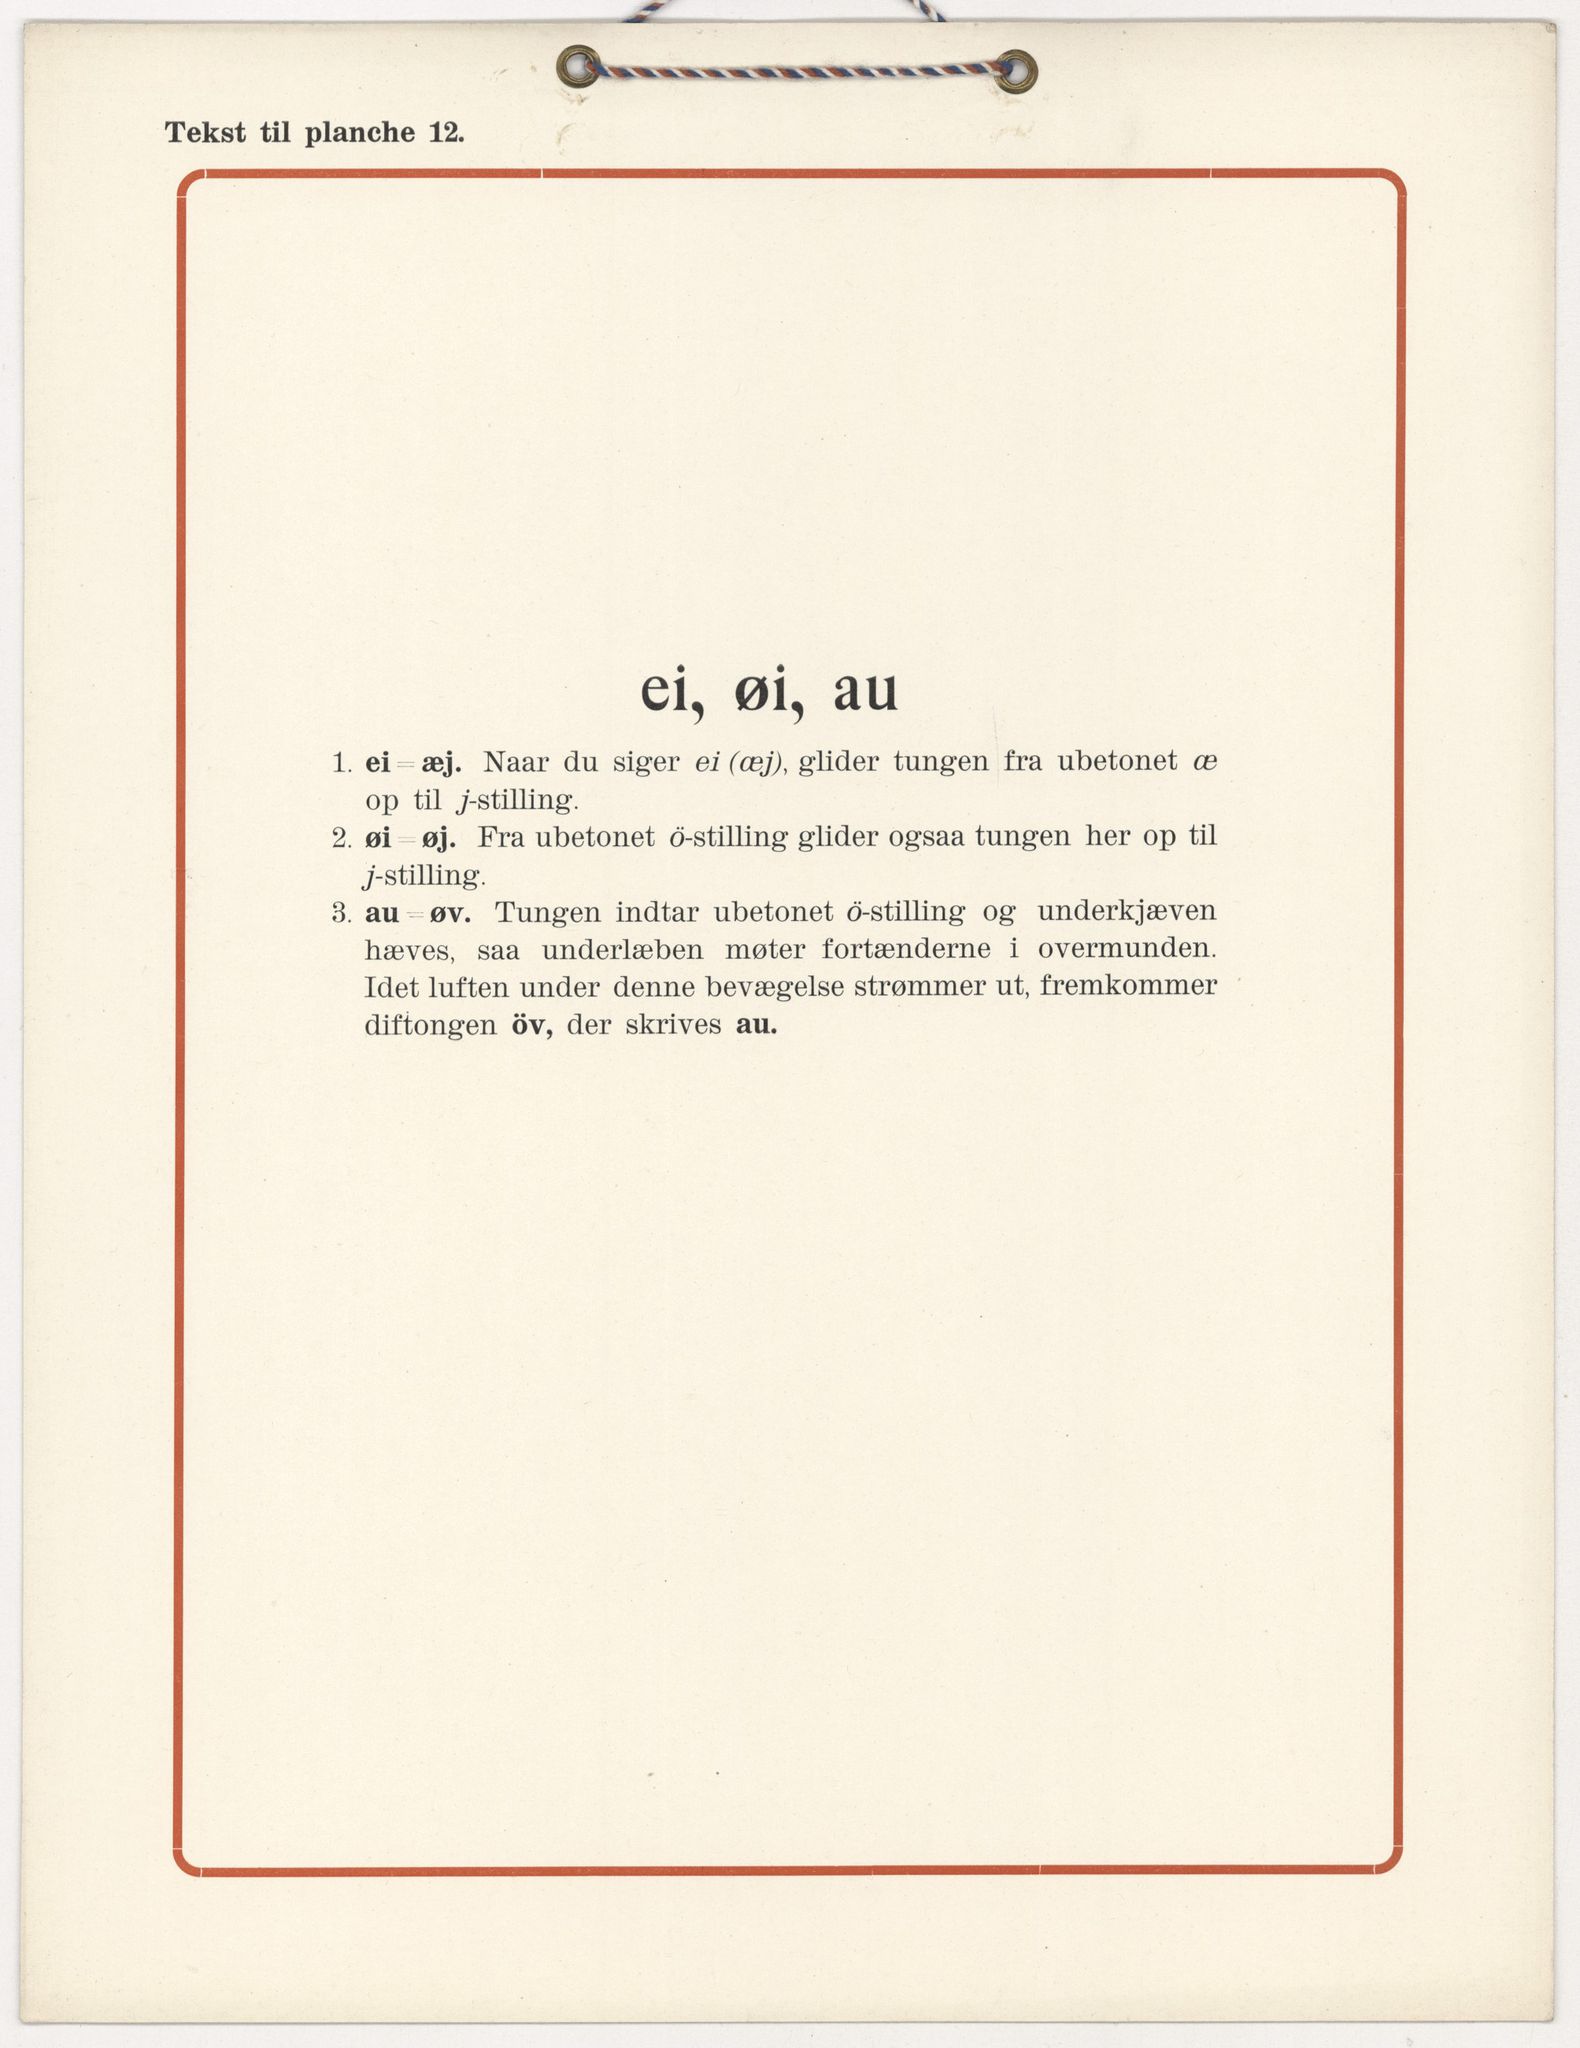 Tekst til planche 12.
ei, øi, au
1. ei = æj. Naar du siger ei (æj), glider tungen fra ubetonet æ
op til j-stilling.
2. øi = øj. Fra ubetonet ö-stilling glider ogsaa tungen her op til
j-stilling.
3. au = øv. Tungen indtar ubetonet ö-stilling og underkjæven
hæves, saa underlæben møter fortænderne i overmunden.
Idet luften under denne bevægelse strømmer ut, fremkommer
diftongen öv, der skrives au.